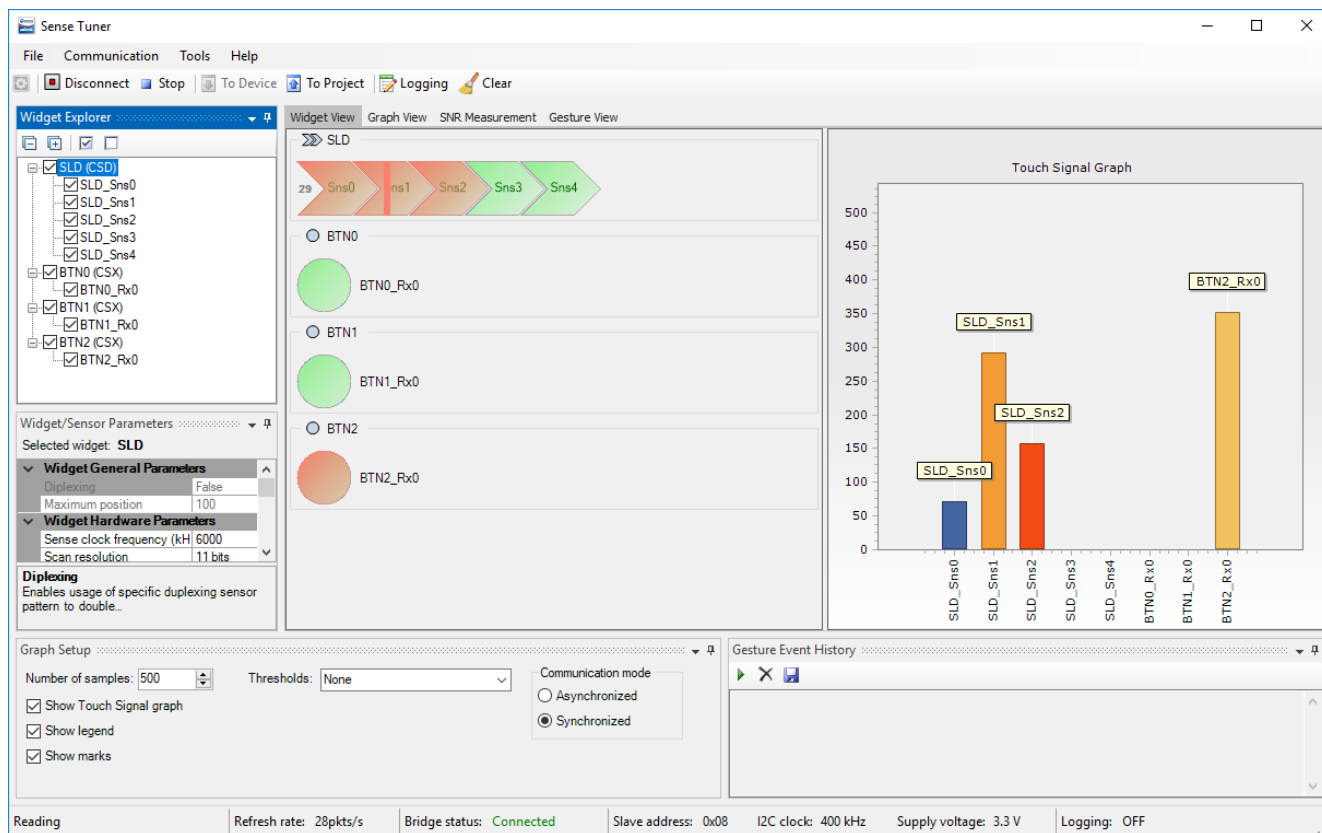 Sense Tuner
File Communication Tools Help
Disconnect Stop To Device To Project Logging Clear
Widget Explorer
SLD (CSD)
SLD_Sns0
SLD_Sns1
SLD_Sns2
SLD_Sns3
SLD_Sns4
BTN0 (CSX)
BTN0_Rx0
BTN1 (CSX)
BTN1_Rx0
BTN2 (CSX)
BTN2_Rx0
Widget/Sensor Parameters
Selected widget: SLD
Widget General Parameters
Diplexing False
Maximum position 100
Widget Hardware Parameters
Sense clock frequency (kH 6000
Scan resolution 11 bits
Diplexing
Enables usage of specific duplexing sensor
pattern to double...
Widget View Graph View SNR Measurement Gesture View
SLD
29 Sns0 ns1 Sns2 Sns3 Sns4
BTN0
BTN0_Rx0
BTN1
BTN1_Rx0
BTN2
BTN2_Rx0
Touch Signal Graph
500
450
400
350
300
250
200
150
100
50
0
BTN2_Rx0
SLD_Sns1
SLD_Sns2
SLD_Sns0
SLD_Sns0
SLD_Sns1
SLD_Sns2
SLD_Sns3
SLD_Sns4
BTN0_Rx0
BTN1_Rx0
BTN2_Rx0
Graph Setup
Number of samples: 500
Thresholds: None
Show Touch Signal graph
Show legend
Show marks
Communication mode
Asynchronized
Synchronized
Gesture Event History
Reading Refresh rate: 28pkts/s Bridge status: Connected Slave address: 0x08 I2C clock: 400 kHz Supply voltage: 3.3 V Logging: OFF